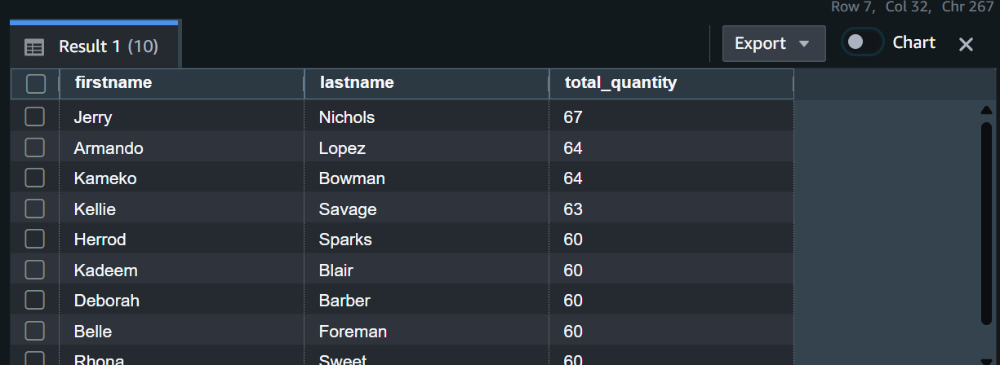 Row 7, Col 32, Chr 267
Result 1 (10) Export Chart
firstname lastname total_quantity
Jerry Nichols 67
Armando Lopez 64
Kameko Bowman 64
Kellie Savage 63
Herrod Sparks 60
Kadeem Blair 60
Deborah Barber 60
Belle Foreman 60
Rhona Sweet 60